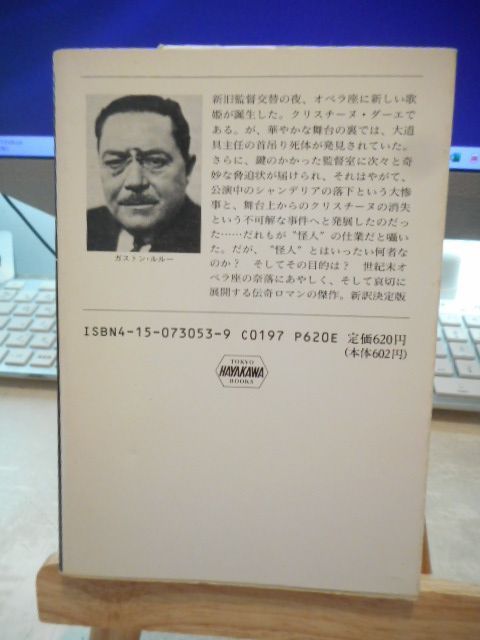 新旧監督交替の夜、オペラ座に新しい歌
姫が誕生した。クリスチーヌ・ダーエで
ある。が、華やかな舞台の裏では、大道
具主任の首吊り死体が発見されていた。
さらに、鍵のかかった監督室に次々と奇
妙な脅迫状が届けられ、それはやがて、
公演中のシャンデリアの落下という大惨
事と、舞台上からのクリスチーヌの消失
という不可解な事件へと発展したのだっ
た……だれもが“怪人”の仕業だと囁い
た。だが、“怪人”とはいったい何者な
のか？ そしてその目的は？ 世紀末オ
ペラ座の奈落にあやしく、そして哀切に
展開する伝奇ロマンの傑作。新訳決定版
ガストン・ルルー
ISBN4-15-073053-9 C0197 P620E 定価620円
(本体602円)
TOKYO
HAYAKAWA
BOOKS